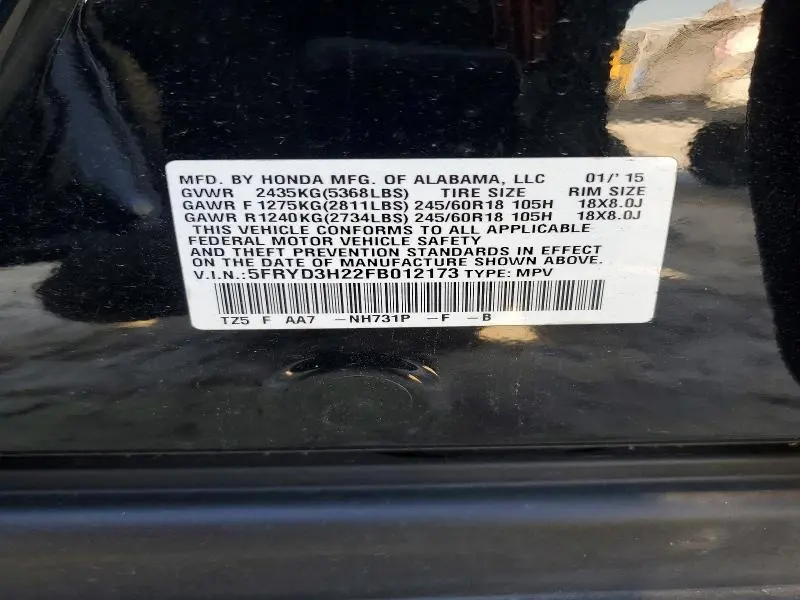 MFD. BY HONDA MFG. OF ALABAMA, LLC 01/'15
GVWR 2435KG(5368LBS) TIRE SIZE RIM SIZE
GAWR F 1275KG(2811LBS) 245/60R18 105H 18X8.0J
GAWR R1240KG(2734LBS) 245/60R18 105H 18X8.0J
THIS VEHICLE CONFORMS TO ALL APPLICABLE
FEDERAL MOTOR VEHICLE SAFETY
AND THEFT PREVENTION STANDARDS IN EFFECT
ON THE DATE OF MANUFACTURE SHOWN ABOVE.
V.I.N.:5FRYD3H22FB012173 TYPE: MPV
TZ5 F AA7 -NH731P -F -B